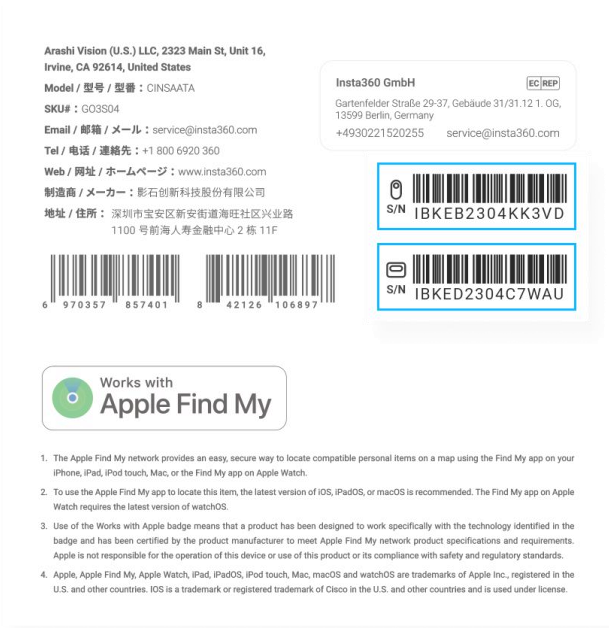 Arashi Vision (U.S.) LLC, 2323 Main St, Unit 16,
Irvine, CA 92614, United States
Model / 型号 / 型番：CINSAATA
SKU#：GO3S04
Email / 邮箱 / メール：service@insta360.com
Tel / 电话 / 連絡先：+1 800 6920 360
Web / 网址 / ホームページ：www.insta360.com
制造商 / メーカー：影石创新科技股份有限公司
地址 / 住所： 深圳市宝安区新安街道海旺社区兴业路
1100 号前海人寿金融中心 2 栋 11F
6 970357 857401
8 42126 106897
Insta360 GmbH
EC REP
Gartenfelder Straße 29-37, Gebäude 31/31.12 1. OG,
13599 Berlin, Germany
+4930221520255 service@insta360.com
S/N IBKEB2304KK3VD
S/N IBKED2304C7WAU
Works with
Apple Find My
1. The Apple Find My network provides an easy, secure way to locate compatible personal items on a map using the Find My app on your
iPhone, iPad, iPod touch, Mac, or the Find My app on Apple Watch.
2. To use the Apple Find My app to locate this item, the latest version of iOS, iPadOS, or macOS is recommended. The Find My app on Apple
Watch requires the latest version of watchOS.
3. Use of the Works with Apple badge means that a product has been designed to work specifically with the technology identified in the
badge and has been certified by the product manufacturer to meet Apple Find My network product specifications and requirements.
Apple is not responsible for the operation of this device or use of this product or its compliance with safety and regulatory standards.
4. Apple, Apple Find My, Apple Watch, iPad, iPadOS, iPod touch, Mac, macOS and watchOS are trademarks of Apple Inc., registered in the
U.S. and other countries. IOS is a trademark or registered trademark of Cisco in the U.S. and other countries and is used under license.